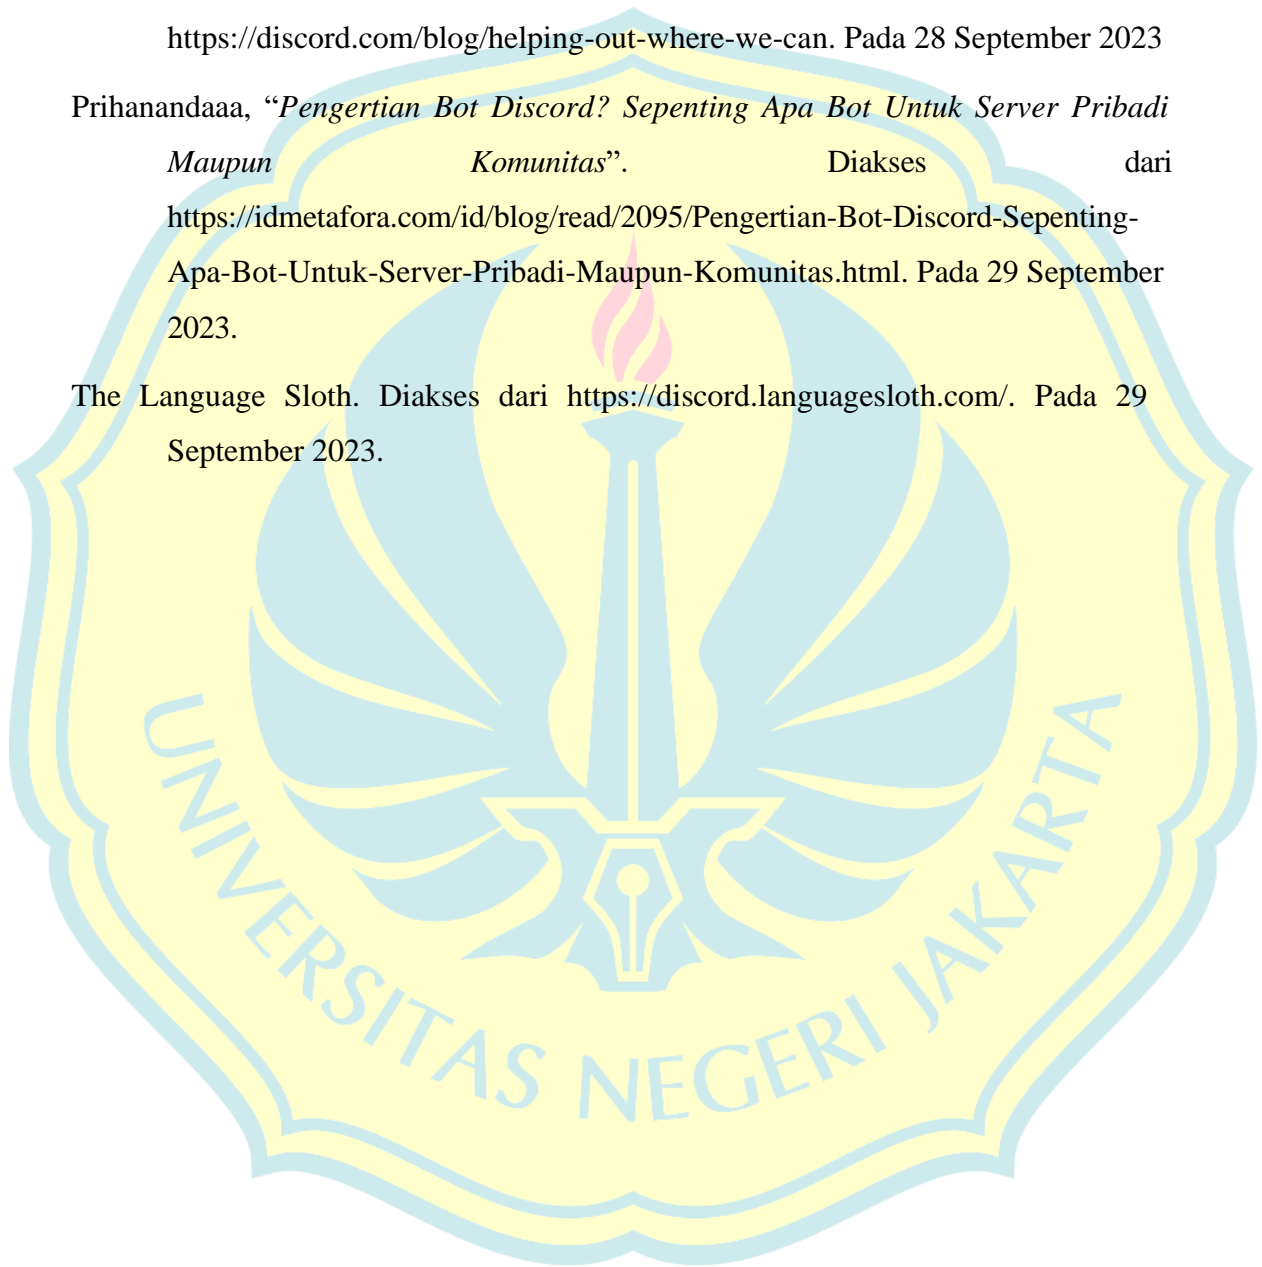 https://discord.com/blog/helping-out-where-we-can. Pada 28 September 2023
Prihanandaaa, “Pengertian Bot Discord? Sepenting Apa Bot Untuk Server Pribadi
Maupun Komunitas”. Diakses dari
https://idmetafora.com/id/blog/read/2095/Pengertian-Bot-Discord-Sepenting-
Apa-Bot-Untuk-Server-Pribadi-Maupun-Komunitas.html. Pada 29 September
2023.
The Language Sloth. Diakses dari https://discord.languagesloth.com/. Pada 29
September 2023.
UNIVERSITAS NEGERI JAKARTA